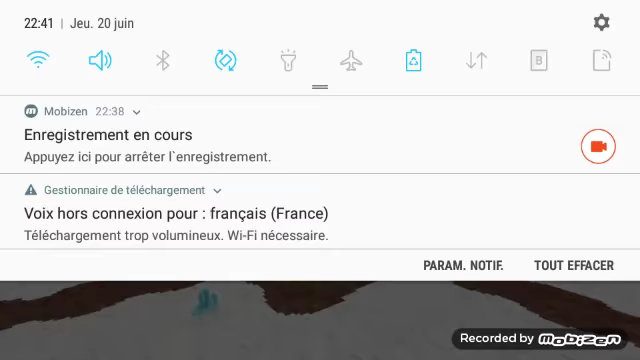 22:41 | Jeu. 20 juin
B
Mobizen 22:38
Enregistrement en cours
Appuyez ici pour arrêter l`enregistrement.
Gestionnaire de téléchargement
Voix hors connexion pour : français (France)
Téléchargement trop volumineux. Wi-Fi nécessaire.
PARAM. NOTIF. TOUT EFFACER
Recorded by MOBIZEN